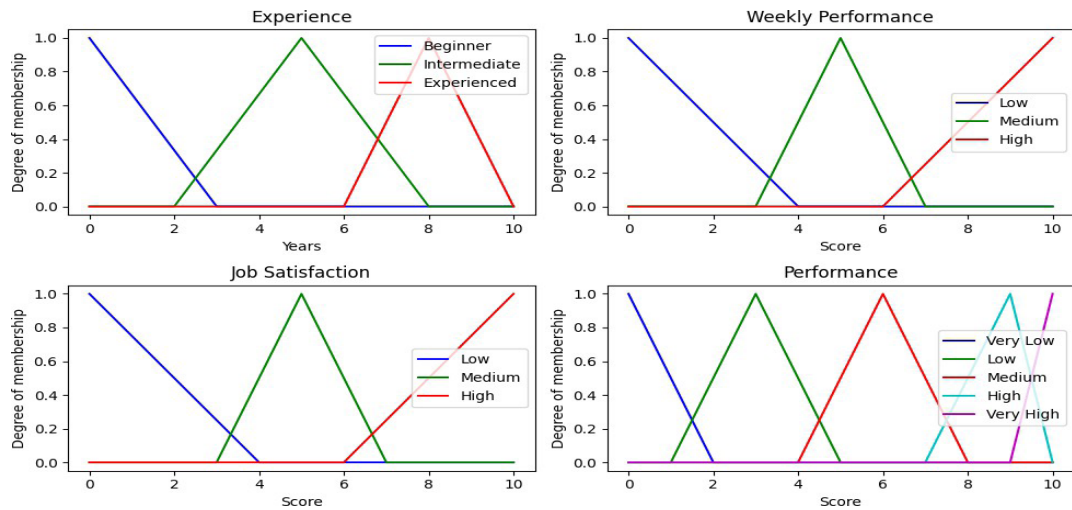 Experience
1.0
0.8
0.6
0.4
0.2
0.0
Degree of membership
Beginner
Intermediate
Experienced
0 2 4 6 8 10
Years
Weekly Performance
1.0
0.8
0.6
0.4
0.2
0.0
Degree of membership
Low
Medium
High
0 2 4 6 8 10
Score
Job Satisfaction
1.0
0.8
0.6
0.4
0.2
0.0
Degree of membership
Low
Medium
High
0 2 4 6 8 10
Score
Performance
1.0
0.8
0.6
0.4
0.2
0.0
Degree of membership
Very Low
Low
Medium
High
Very High
0 2 4 6 8 10
Score